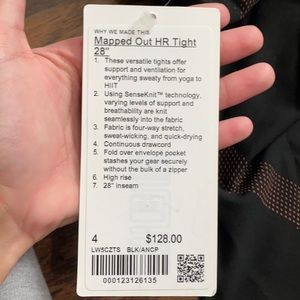 WHY WE MADE THIS
Mapped Out HR Tight
28"
1. These versatile tights offer
support and ventilation for
everything sweaty from yoga to
HIIT
2. Using SenseKnit™ technology,
varying levels of support and
breathability are knit
seamlessly into the fabric
3. Fabric is four-way stretch,
sweat-wicking, and quick-drying
4. Continuous drawcord
5. Fold over envelope pocket
stashes your gear securely
without the bulk of a zipper
6. High rise
7. 28" inseam
4 $128.00
LW5CZTS BLK/ANCP
000123126135